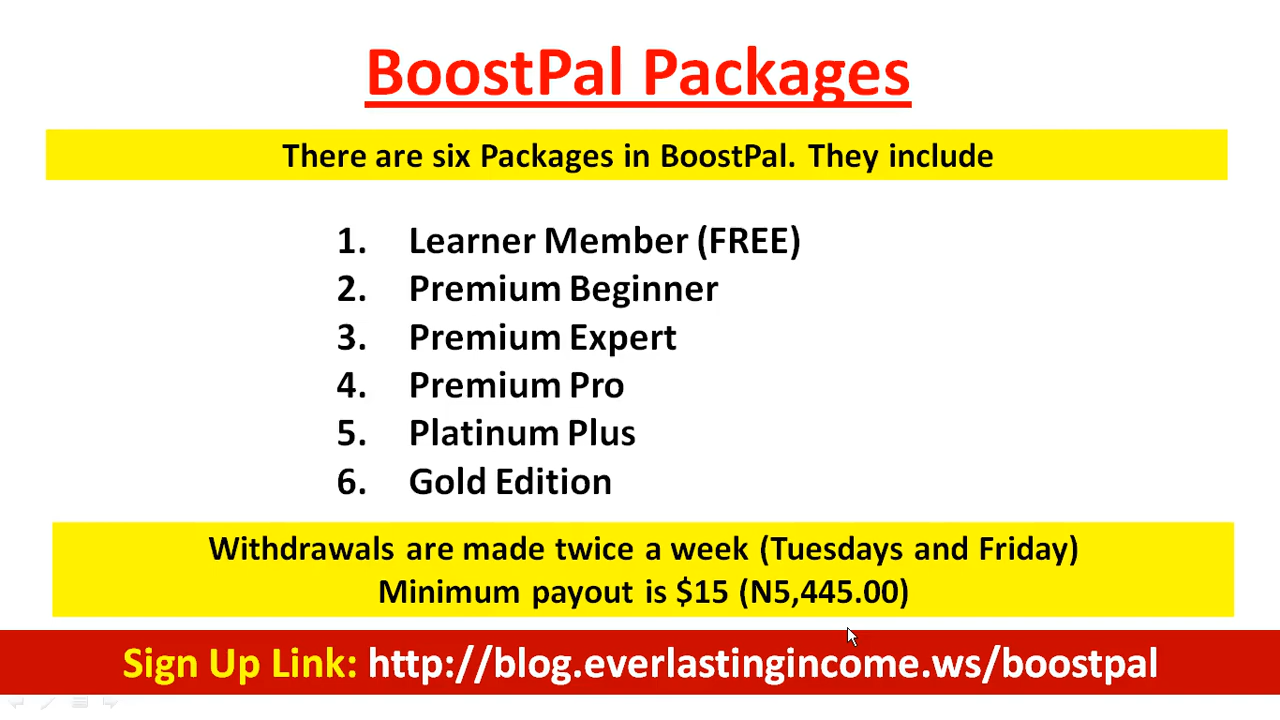 BoostPal Packages
There are six Packages in BoostPal. They include
1. Learner Member (FREE)
2. Premium Beginner
3. Premium Expert
4. Premium Pro
5. Platinum Plus
6. Gold Edition
Withdrawals are made twice a week (Tuesdays and Friday)
Minimum payout is $15 (N5,445.00)
Sign Up Link: http://blog.everlastingincome.ws/boostpal